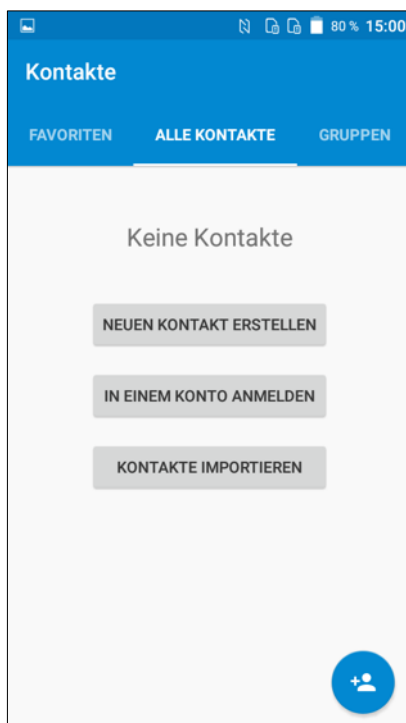 80 % 15:00
Kontakte
FAVORITEN ALLE KONTAKTE GRUPPEN
Keine Kontakte
NEUEN KONTAKT ERSTELLEN
IN EINEM KONTO ANMELDEN
KONTAKTE IMPORTIEREN